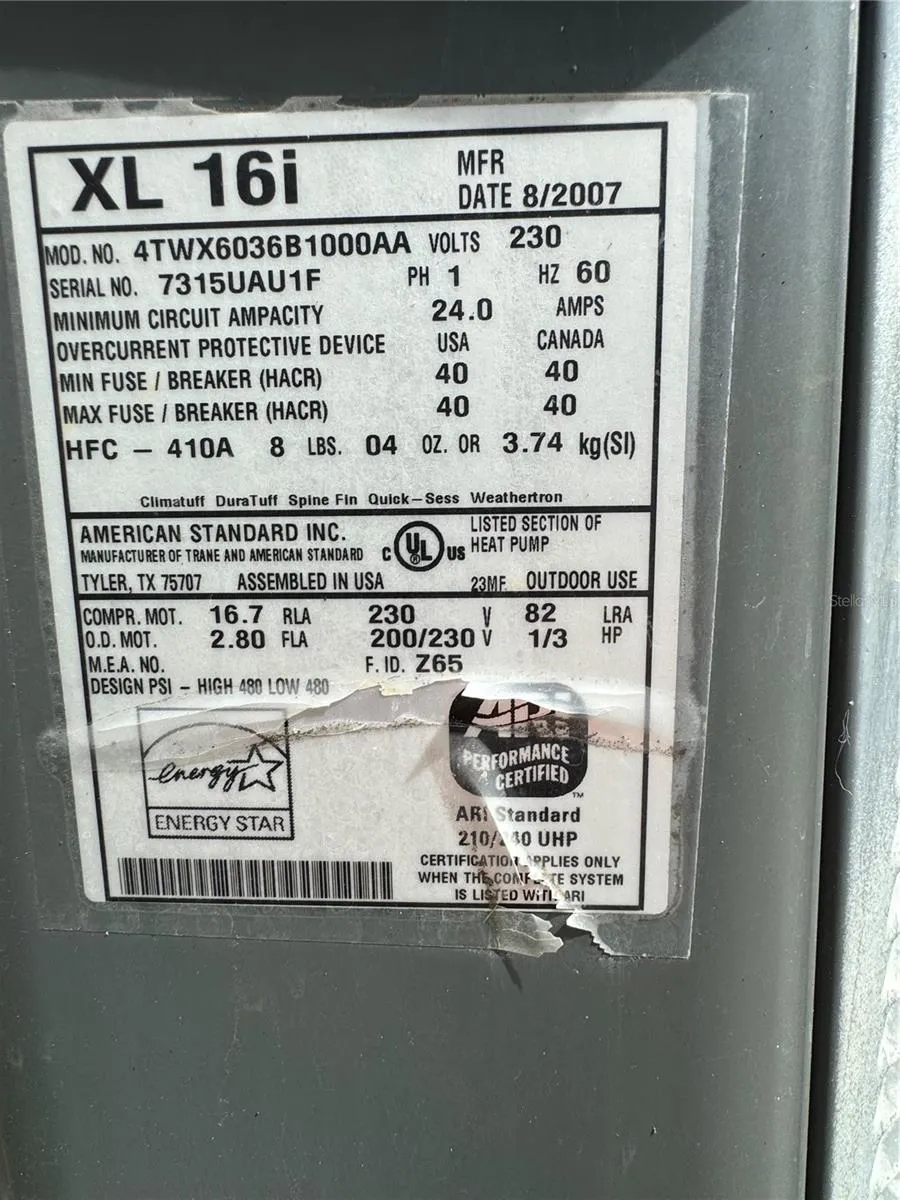 XL 16i
MFR
DATE 8/2007
MOD. NO. 4TWX6036B1000AA VOLTS 230
SERIAL NO. 7315UAU1F PH 1 HZ 60
MINIMUM CIRCUIT AMPACITY 24.0 AMPS
OVERCURRENT PROTECTIVE DEVICE USA CANADA
MIN FUSE / BREAKER (HACR) 40 40
MAX FUSE / BREAKER (HACR) 40 40
HFC – 410A 8 LBS. 04 OZ. OR 3.74 kg(SI)
Climatuff DuraTuff Spine Fin Quick–Sess Weathertron
AMERICAN STANDARD INC.
MANUFACTURER OF TRANE AND AMERICAN STANDARD
C UL ® US
LISTED SECTION OF
HEAT PUMP
TYLER, TX 75707 ASSEMBLED IN USA 23MF OUTDOOR USE
COMPR. MOT. 16.7 RLA 230 V 82 LRA
O.D. MOT. 2.80 FLA 200/230 V 1/3 HP
M.E.A. NO. F. ID. Z65
DESIGN PSI – HIGH 480 LOW 480
energy
ENERGY STAR
PERFORMANCE
CERTIFIED
™
ARI Standard
UHP
CERTIFICATION APPLIES ONLY
WHEN THE COMPLETE SYSTEM
IS LISTED WITH ARI